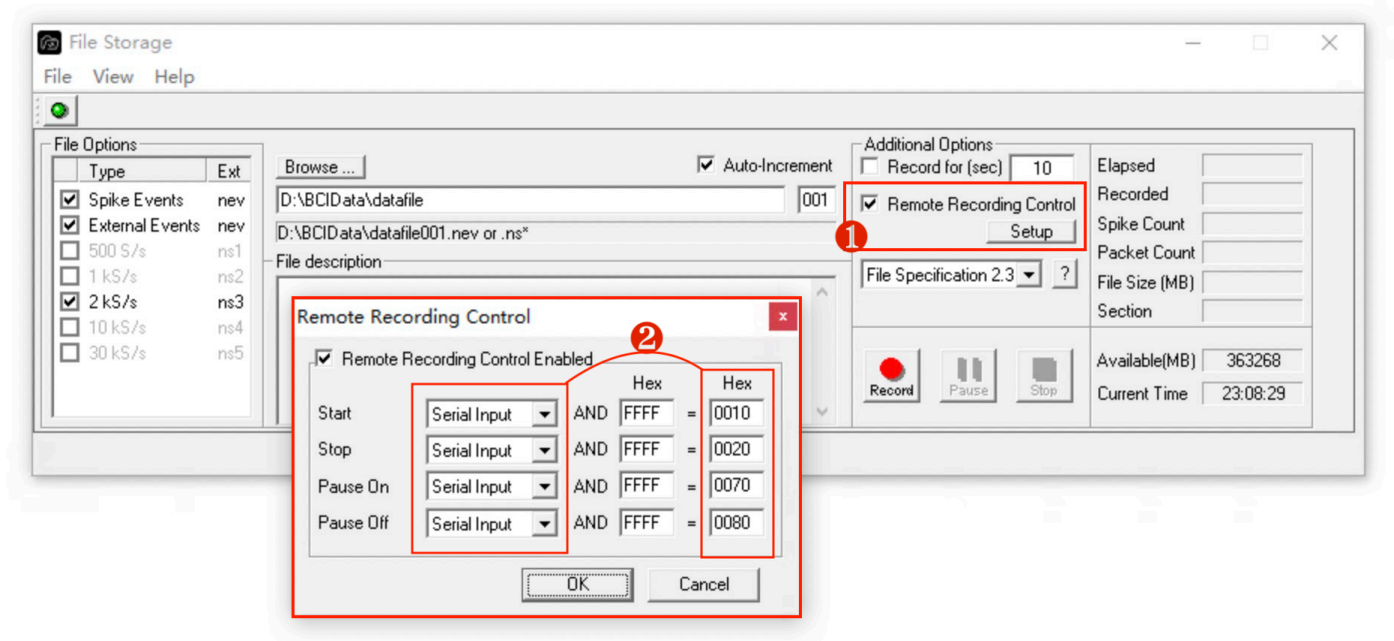 File Storage
File View Help
File Options
Type Ext
Spike Events nev
External Events nev
500 S/s ns1
1 kS/s ns2
2 kS/s ns3
10 kS/s ns4
30 kS/s ns5
Browse ...
Auto-Increment
D:\BCIData\datafile 001
D:\BCIData\datafile001.nev or .ns*
File description
Additional Options
Record for (sec) 10
Remote Recording Control
1
Setup
File Specification 2.3 ?
Record Pause Stop
Elapsed
Recorded
Spike Count
Packet Count
File Size (MB)
Section
Available(MB) 363268
Current Time 23:08:29
Remote Recording Control x
2
Remote Recording Control Enabled
Hex Hex
Start Serial Input AND FFFF = 0010
Stop Serial Input AND FFFF = 0020
Pause On Serial Input AND FFFF = 0070
Pause Off Serial Input AND FFFF = 0080
OK Cancel